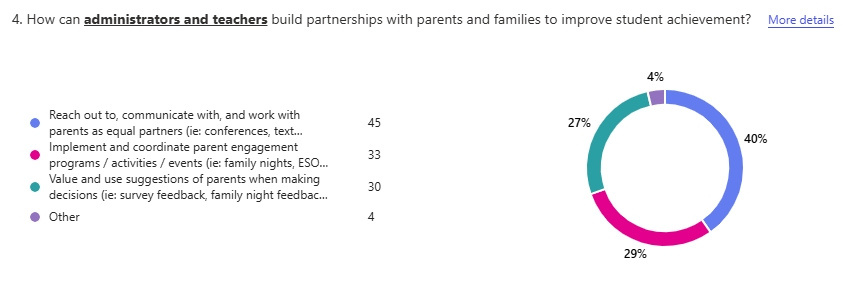 4. How can administrators and teachers build partnerships with parents and families to improve student achievement? More details
Reach out to, communicate with, and work with
parents as equal partners (ie: conferences, text...
45
Implement and coordinate parent engagement
programs / activities / events (ie: family nights, ESO...
33
Value and use suggestions of parents when making
decisions (ie: survey feedback, family night feedbac...
30
Other
4
4%
27%
40%
29%